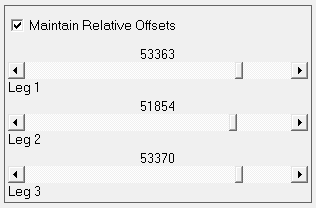 Maintain Relative Offsets
53363
Leg 1
51854
Leg 2
53370
Leg 3